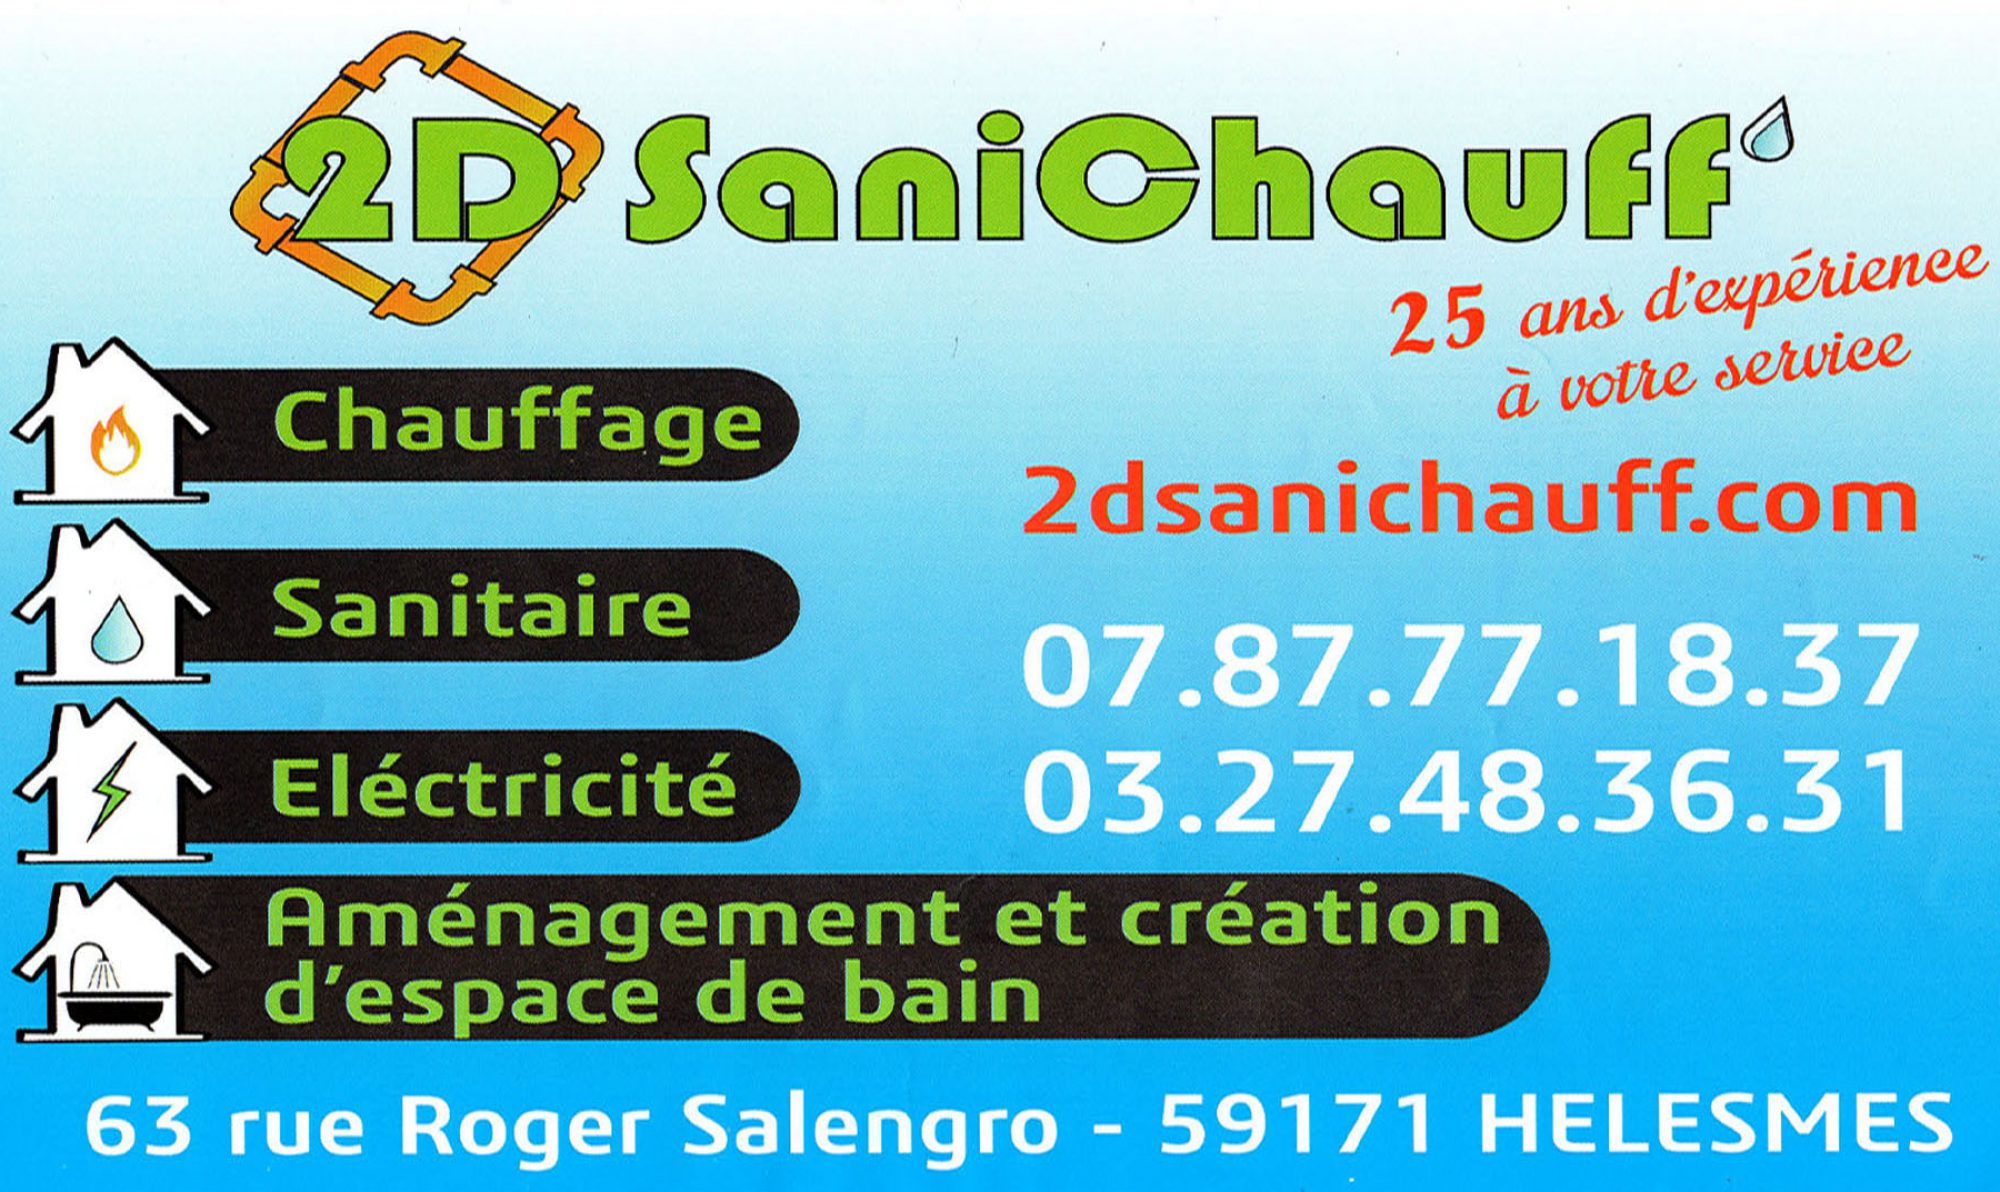 2D SaniChauff'
25 ans d'expérience
à votre service
Chauffage
2dsanichauff.com
Sanitaire
07.87.77.18.37
Eléctricité
03.27.48.36.31
Aménagement et création
d'espace de bain
63 rue Roger Salengro - 59171 HELESMES